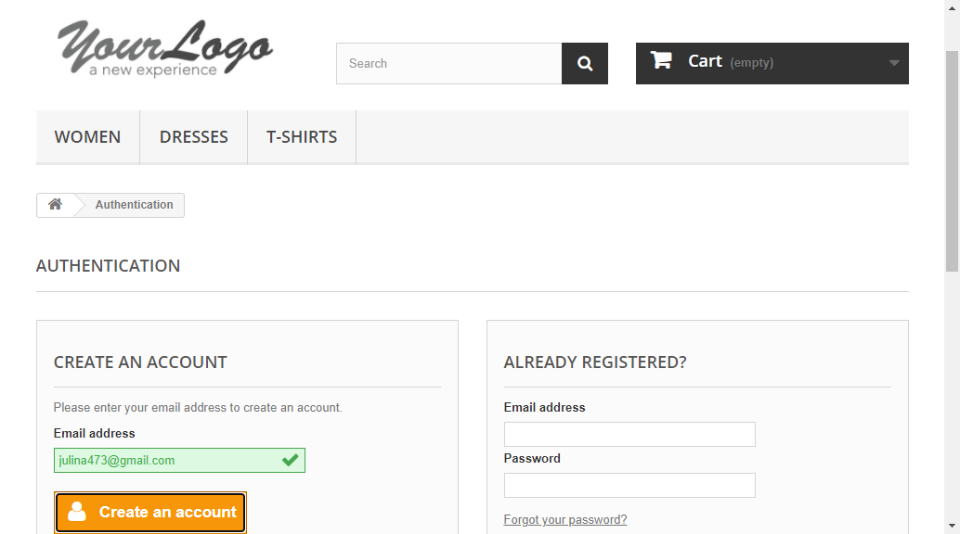 YourLogo
a new experience
Search
Cart (empty)
WOMEN DRESSES T-SHIRTS
Authentication
AUTHENTICATION
CREATE AN ACCOUNT
Please enter your email address to create an account.
Email address
julina473@gmail.com
Create an account
ALREADY REGISTERED?
Email address
Password
Forgot your password?